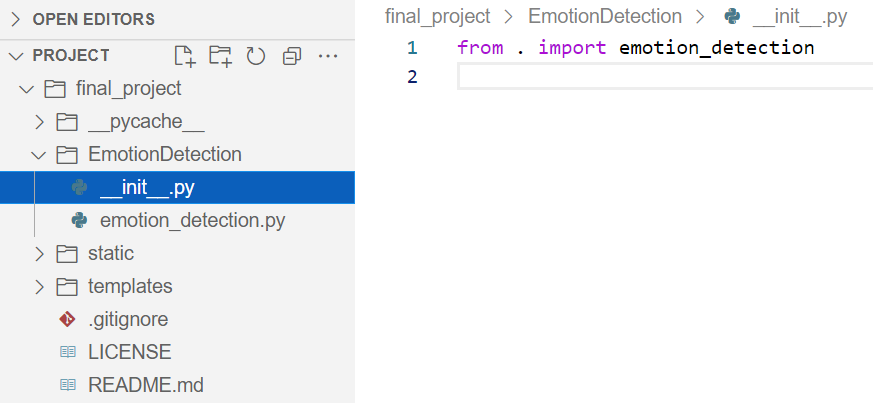 OPEN EDITORS
PROJECT
final_project
__pycache__
EmotionDetection
__init__.py
emotion_detection.py
static
templates
.gitignore
LICENSE
README.md
final_project > EmotionDetection > __init__.py
1 from . import emotion_detection
2